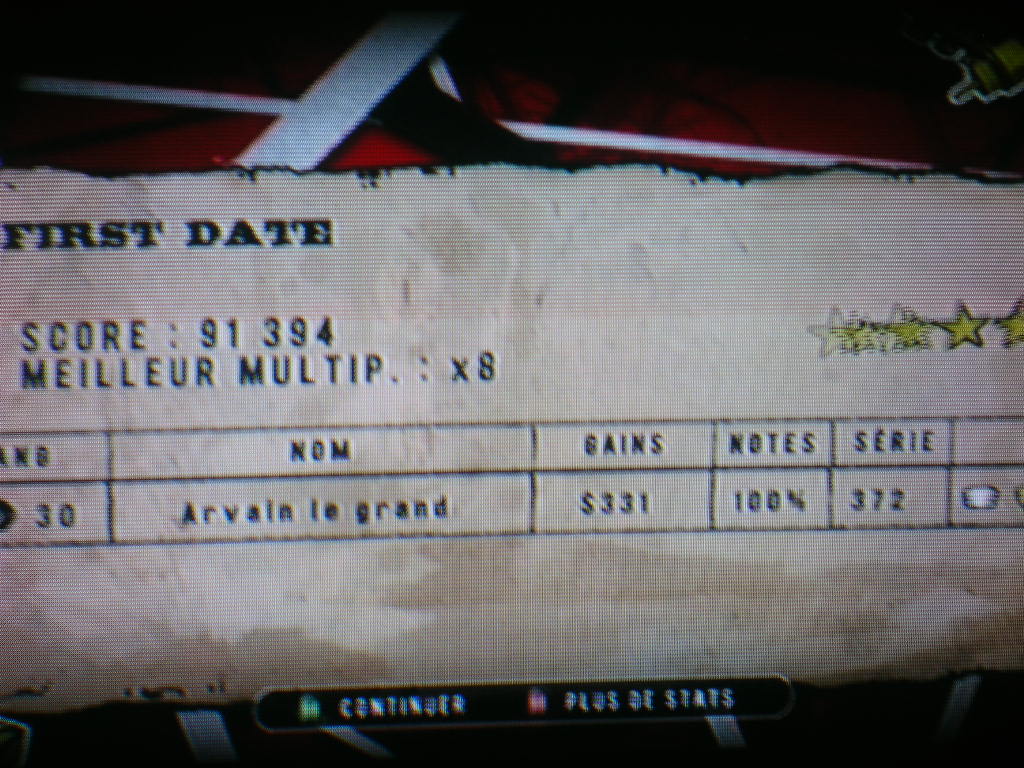 FIRST DATE
SCORE : 91 394
MEILLEUR MULTIP. : x8
ANG NOM GAINS NOTES SÉRIE
30 Arvain le grand $331 100% 372
CONTINUER PLUS DE STATS